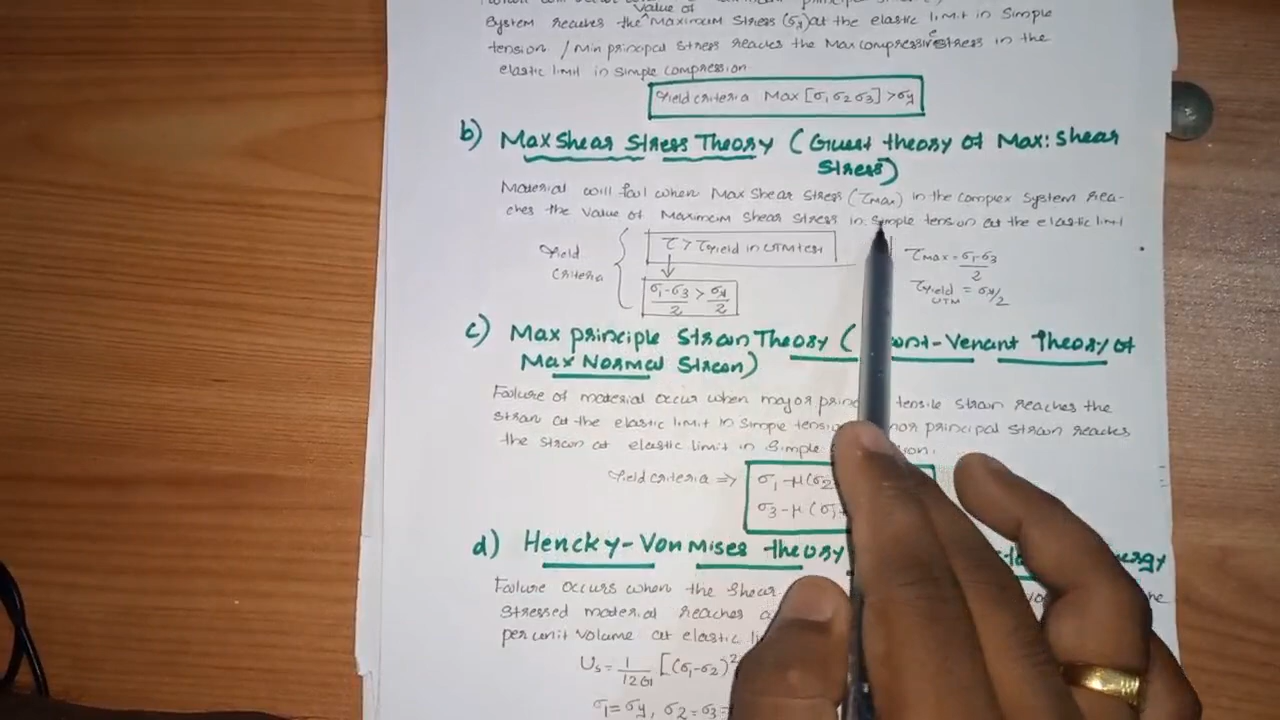 value of
System reaches the ^ Maximum Stress (σy) at the elastic limit in Simple
tension / Min principal stress reaches the Max compressive stress in the
elastic limit in simple compression
Yield criteria Max [σ1 σ2 σ3] > σy
b) Max Shear Stress Theory ( Guest theory of Max: Shear
Stress)
Material will fail when Max Shear Stress (τMax) in the complex System rea-
ches the value of Maximum Shear Stress in simple tension at the elastic limit
Yield
Criteria
τ > τyield in UTM test
σ1-σ3/2 > σy/2
τMax = σ1-σ3/2
τyield UTM = σy/2
c) Max principle Strain Theory ( nt-Venant Theory of
Max Normal Strain)
Failure of material occur when major princ tensile strain reaches the
strain at the elastic limit in simple tensio nor principal strain reaches
the strain at elastic limit in simple on.
Yield criteria ⇒
σ1-μ(σ2
σ3-μ(σ1
d) Hencky-Von Mises theory
Failure occurs when the shear
stressed material reaches
per unit volume at elastic li
Us = 1/12G [(σ1-σ2)²
σ1=σy, σ2=σ3=